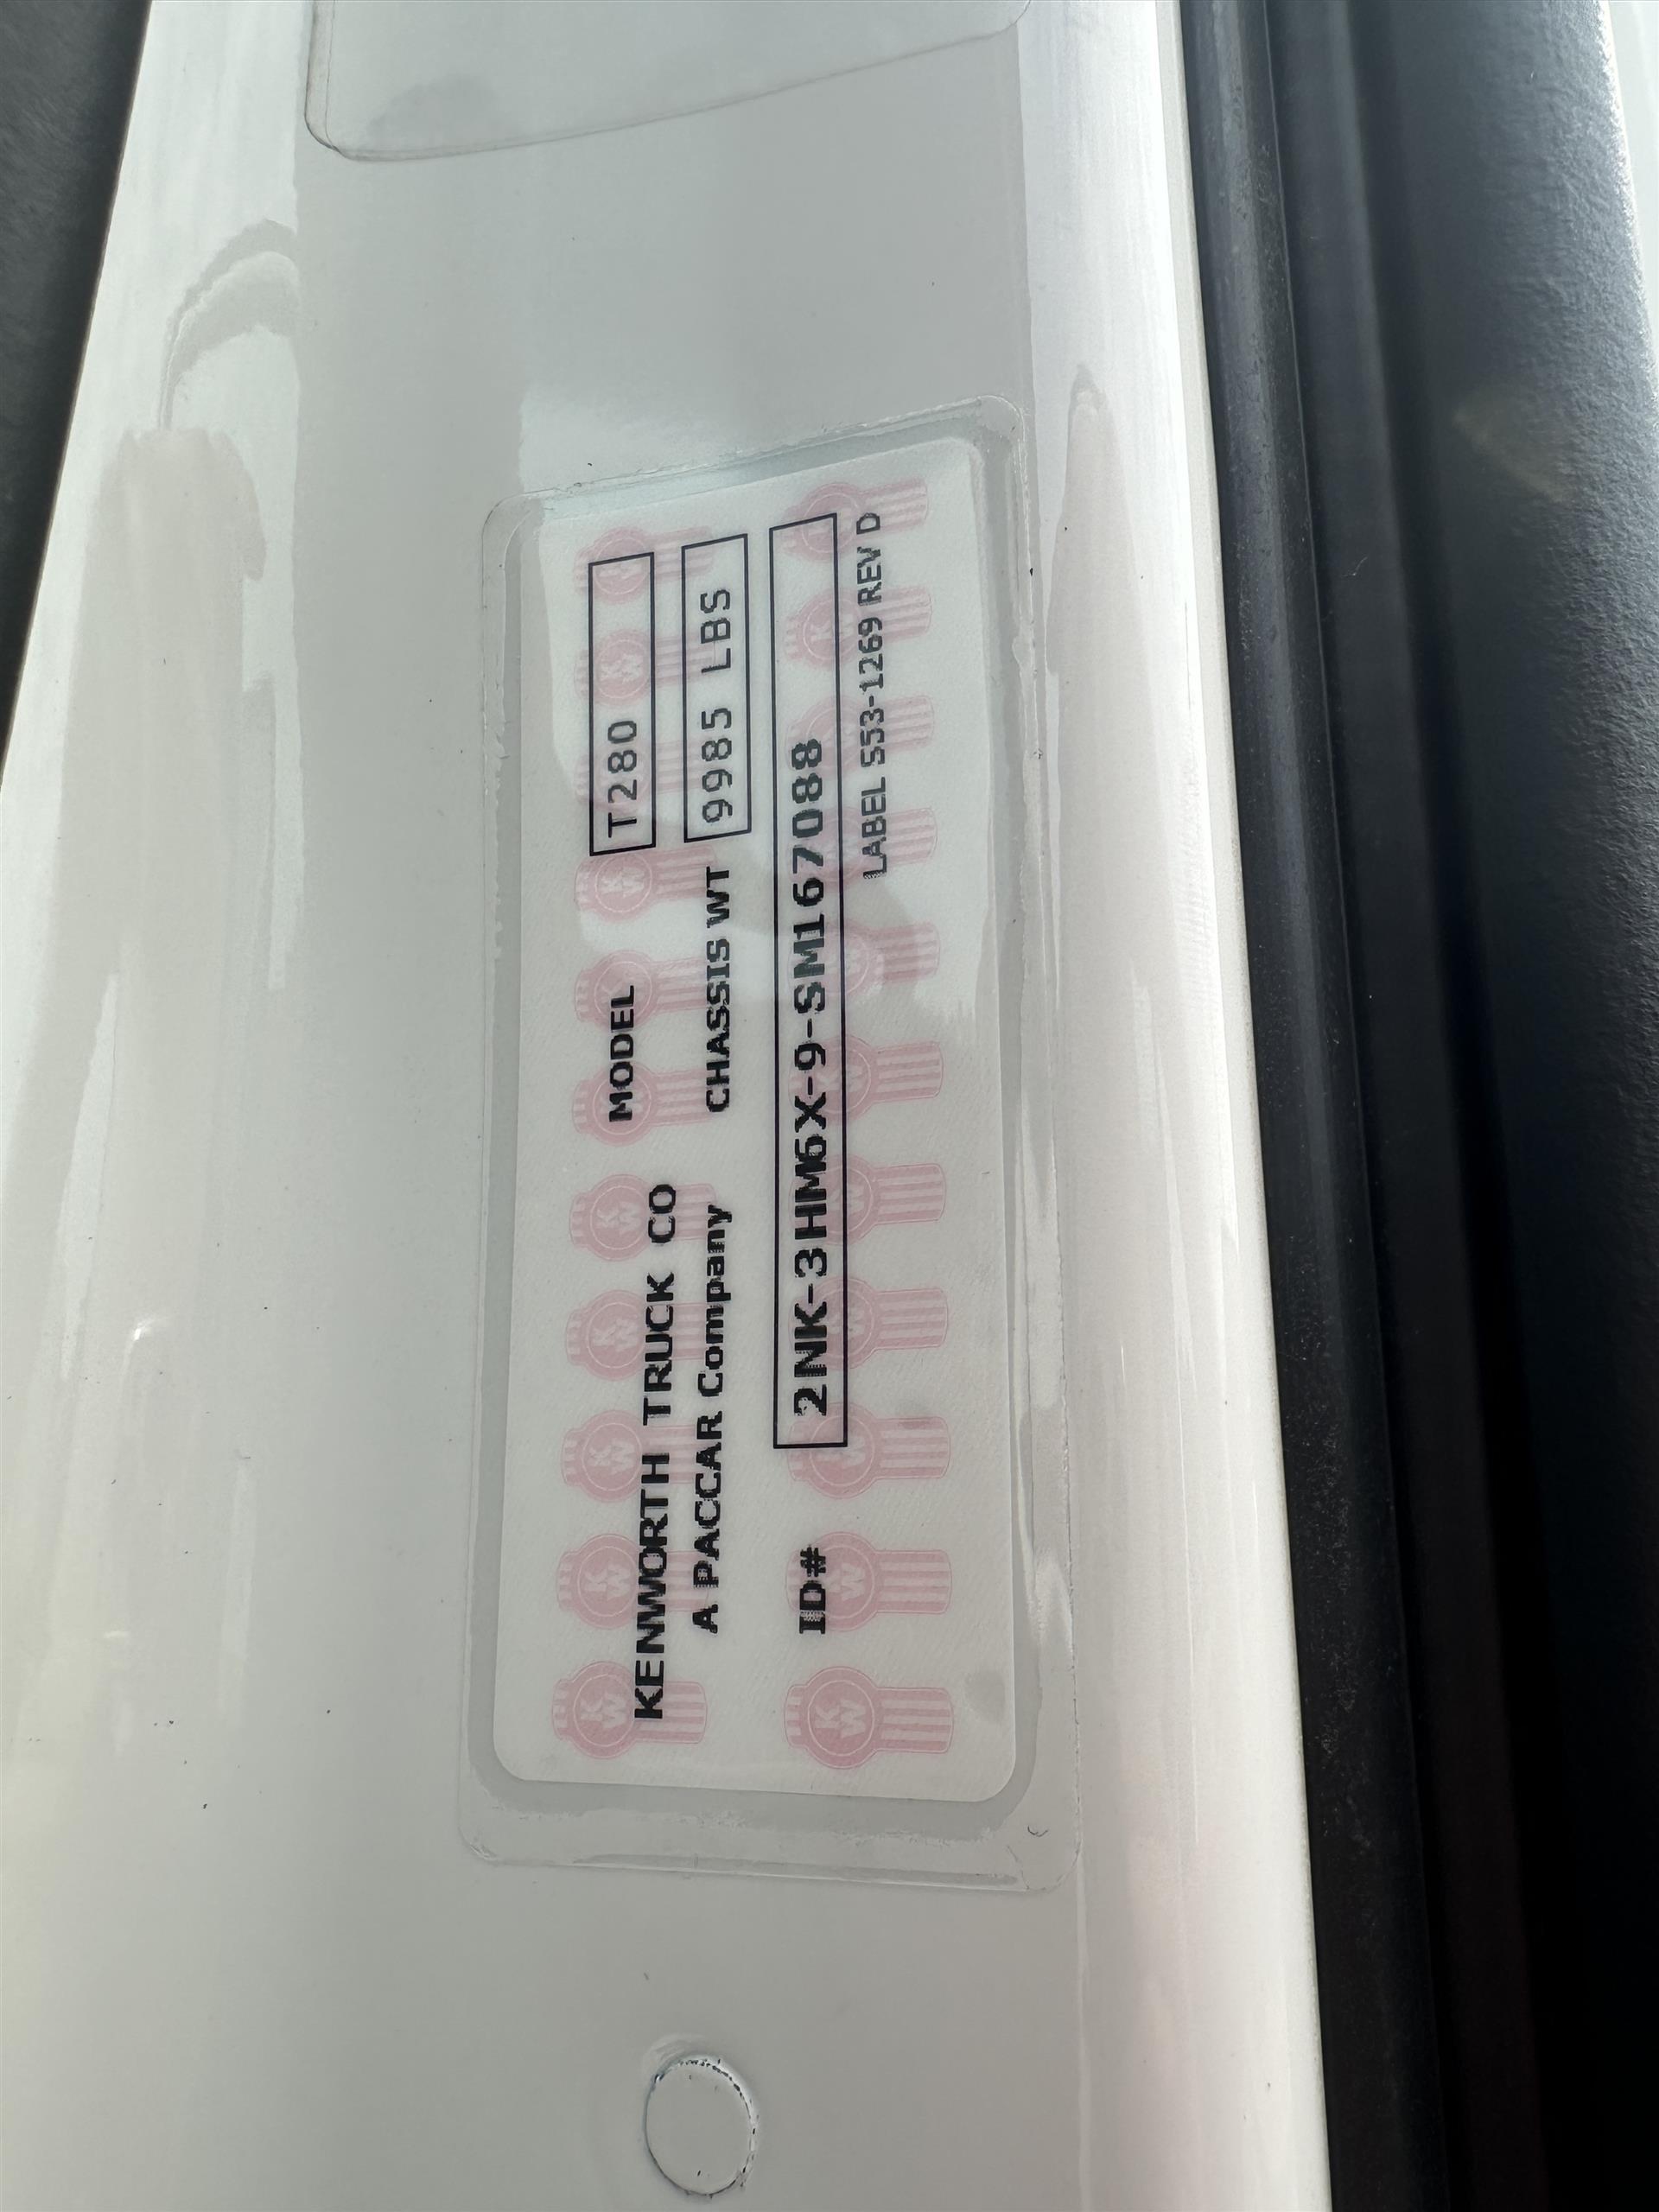 KENWORTH TRUCK CO
A PACCAR Company
MODEL T280
CHASSIS WT 9985 LBS
ID# 2NK-3HM6X-9-SM167088
LABEL S53-1269 REV D